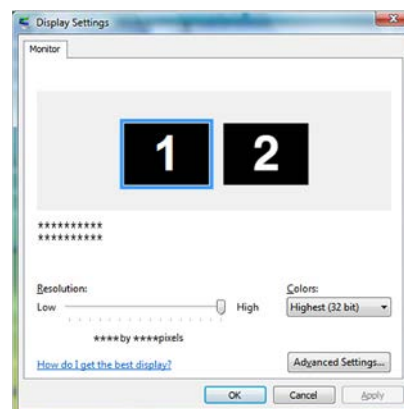 Display Settings
Monitor
1 2
**********
**********
Resolution:
Low High
****by ****pixels
Colors:
Highest (32 bit)
How do I get the best display?
Advanced Settings...
OK Cancel Apply